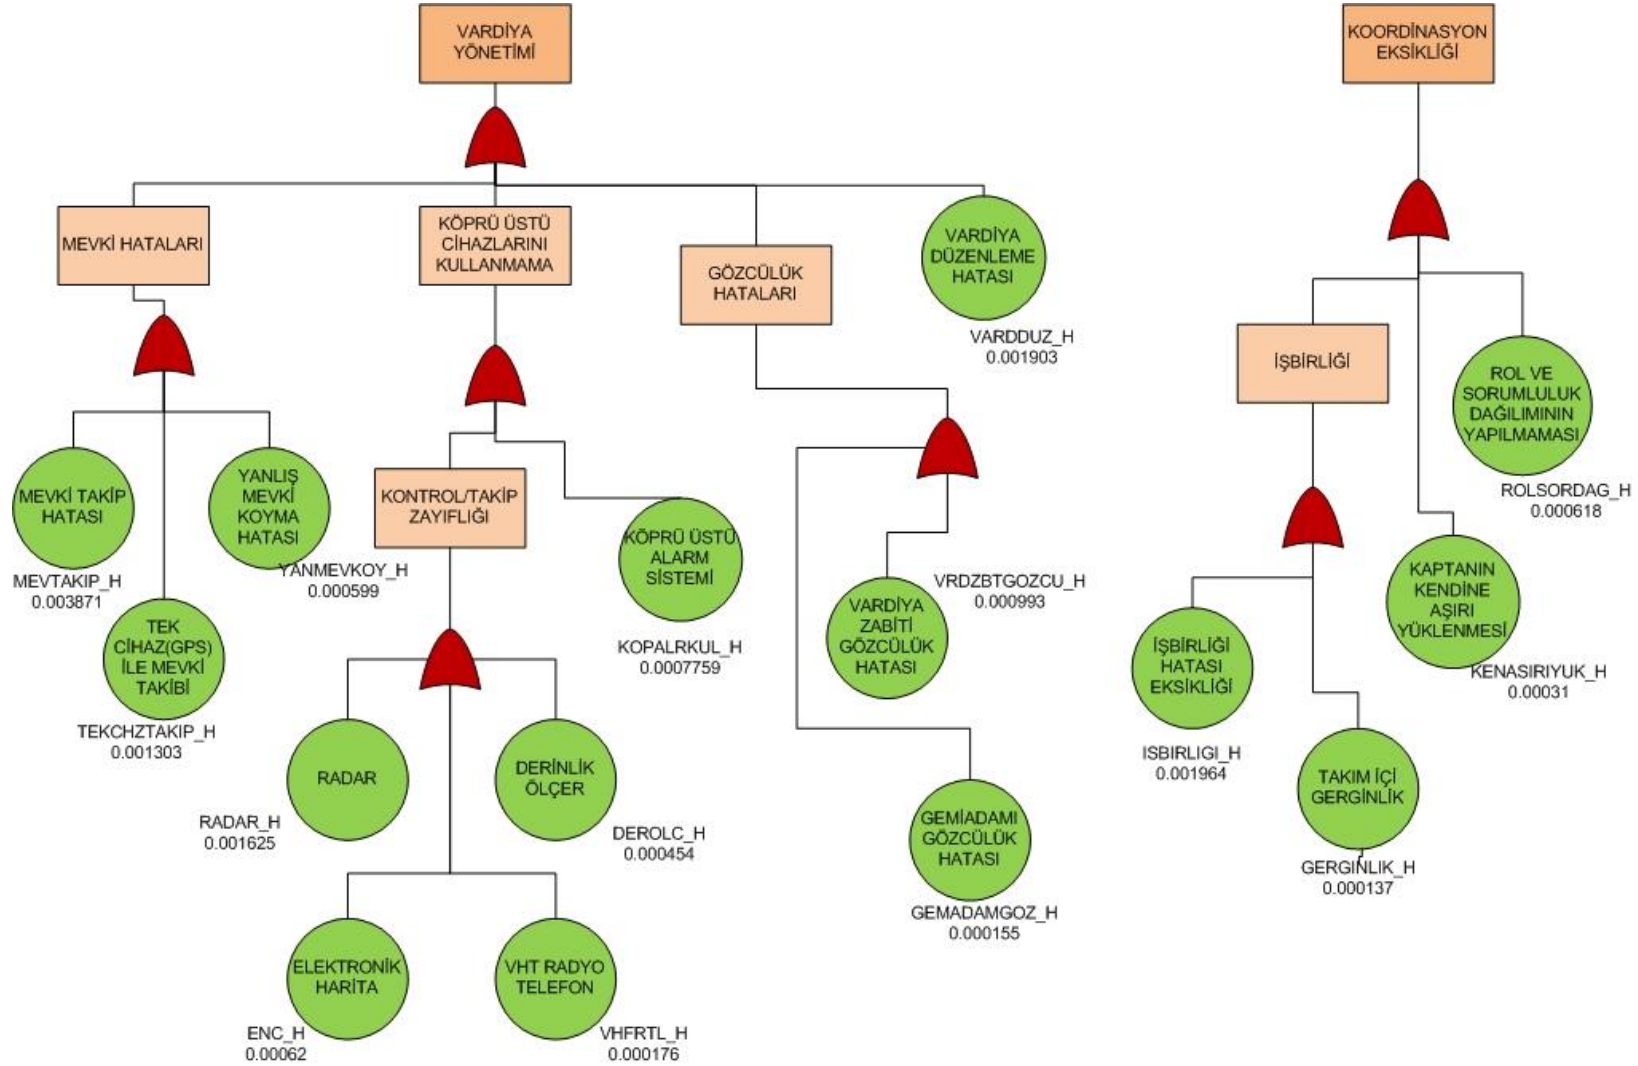 VARDİYA
YÖNETİMİ
KOORDİNASYON
EKSİKLİĞİ
MEVKİ HATALARI
KÖPRÜ ÜSTÜ
CİHAZLARINI
KULLANMAMA
GÖZCÜLÜK
HATALARI
VARDİYA
DÜZENLEME
HATASI
VARDDUZ_H
0.001903
İŞBİRLİĞİ
ROL VE
SORUMLULUK
DAĞILIMININ
YAPILMAMASI
ROLSORDAG_H
0.000618
MEVKİ TAKİP
HATASI
MEVTAKIP_H
0.003871
YANLIŞ
MEVKİ
KOYMA
HATASI
YANMEVKOY_H
0.000599
TEK
CİHAZ(GPS)
İLE MEVKİ
TAKİBİ
TEKCHZTAKIP_H
0.001303
KONTROL/TAKİP
ZAYIFLIĞI
KÖPRÜ ÜSTÜ
ALARM
SİSTEMİ
KOPALRKUL_H
0.0007759
VRDZBTGOZCU_H
0.000993
VARDİYA
ZABİTİ
GÖZCÜLÜK
HATASI
KAPTANIN
KENDİNE
AŞIRI
YÜKLENMESİ
KENASIRIYUK_H
0.00031
İŞBİRLİĞİ
HATASI
EKSİKLİĞİ
ISBIRLIGI_H
0.001964
TAKIM İÇİ
GERGİNLİK
GERGINLIK_H
0.000137
RADAR
RADAR_H
0.001625
DERİNLİK
ÖLÇER
DEROLC_H
0.000454
GEMİADAMI
GÖZCÜLÜK
HATASI
GEMADAMGOZ_H
0.000155
ELEKTRONİK
HARİTA
ENC_H
0.00062
VHT RADYO
TELEFON
VHFRTL_H
0.000176